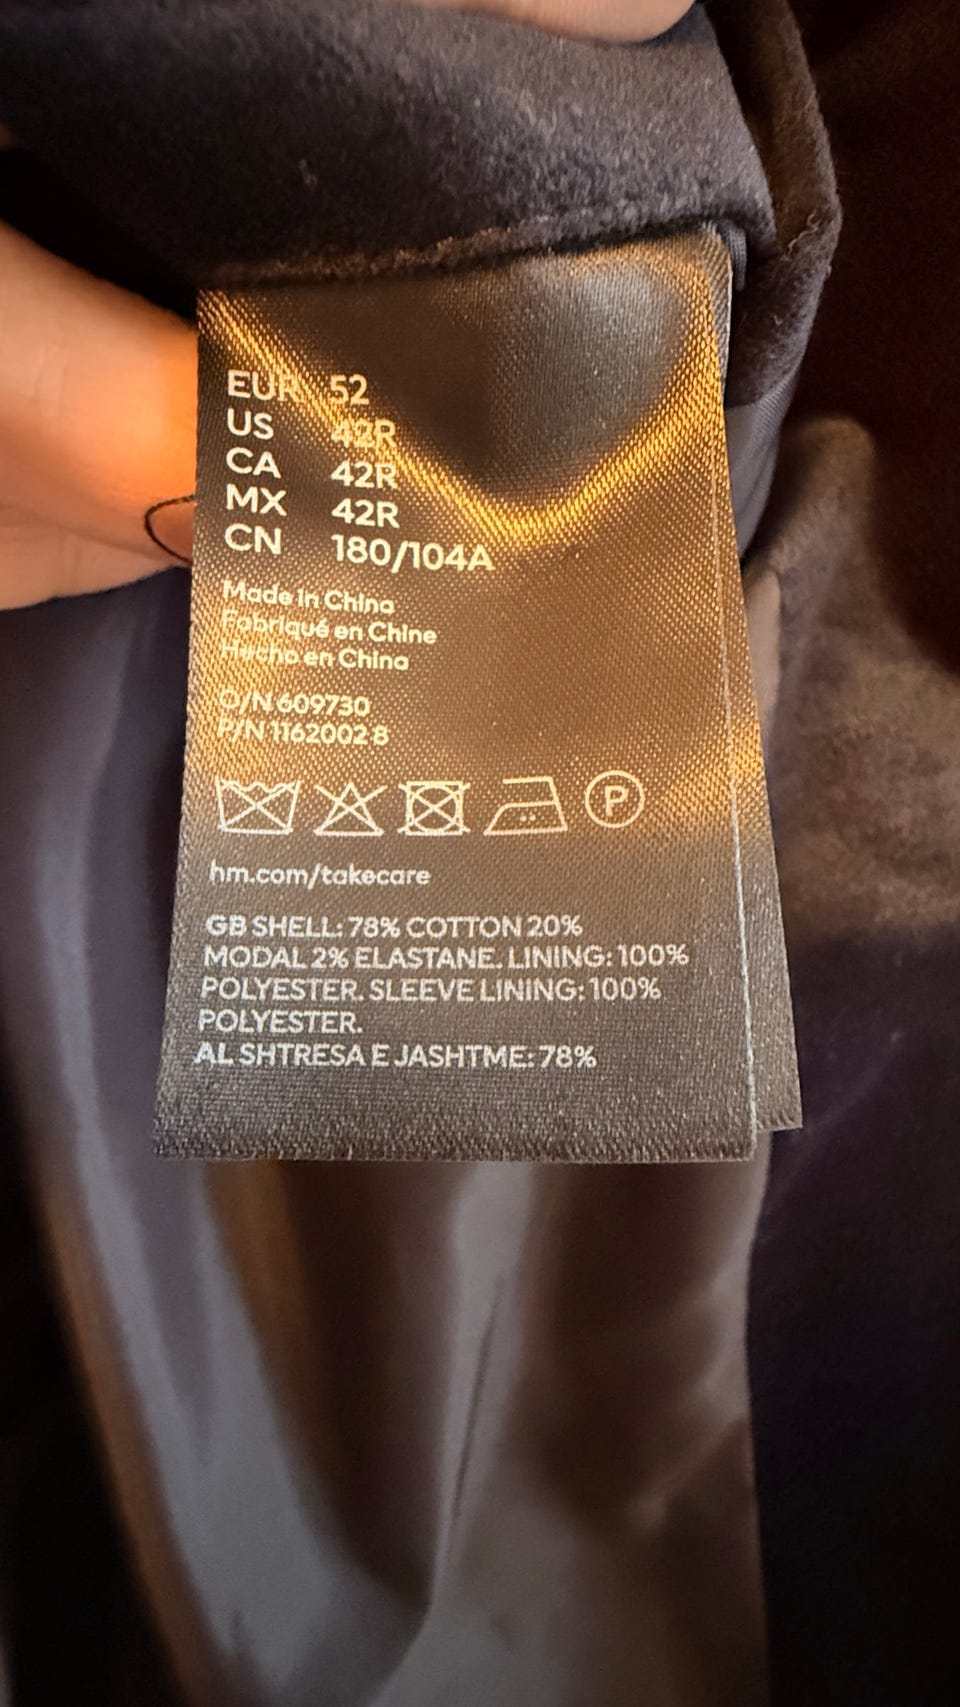 EUR 52
US 42R
CA 42R
MX 42R
CN 180/104A
Made in China
Fabriqué en Chine
Hecho en China
O/N 609730
P/N 1162002 8
P
hm.com/takecare
GB SHELL: 78% COTTON 20%
MODAL 2% ELASTANE. LINING: 100%
POLYESTER. SLEEVE LINING: 100%
POLYESTER.
AL SHTRESA E JASHTME: 78%